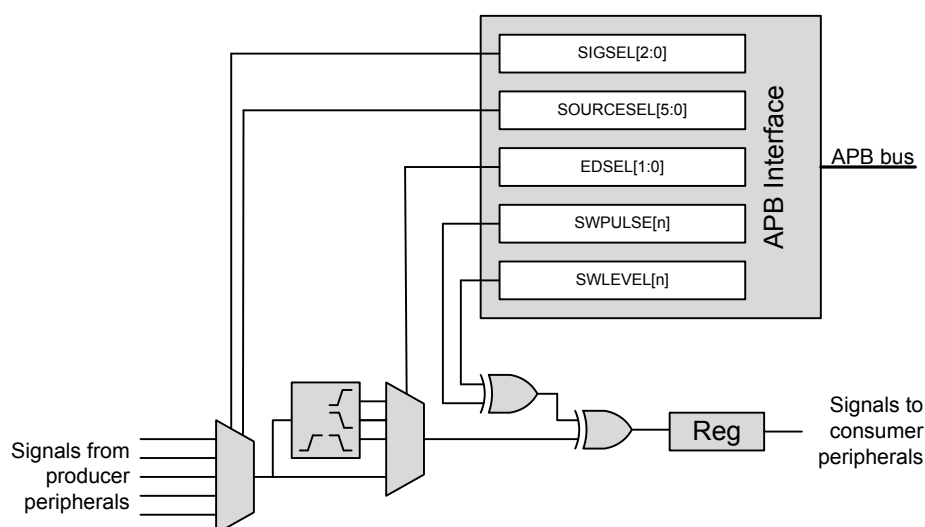 SIGSEL[2:0]
SOURCESEL[5:0]
EDSEL[1:0]
SWPULSE[n]
SWLEVEL[n]
APB Interface
APB bus
Signals from
producer
peripherals
Reg
Signals to
consumer
peripherals